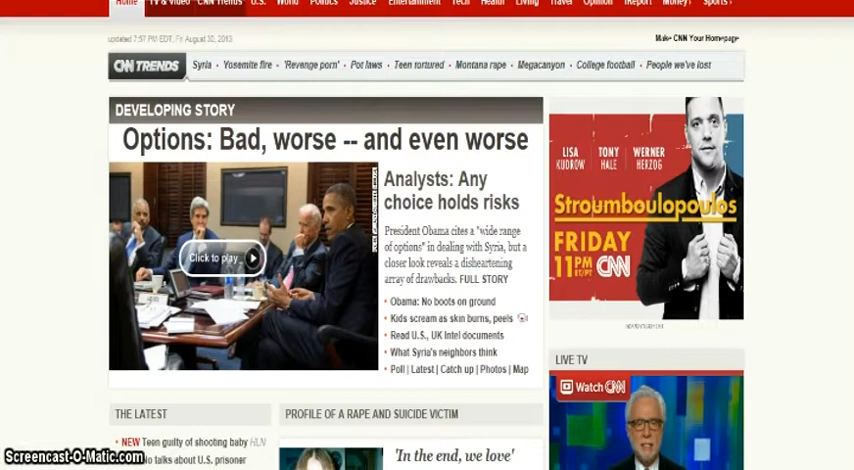 Home TV & Video CNN Trends U.S. World Politics Justice Entertainment Tech Health Living Travel Opinion iReport Money Sports
updated 7:57 PM EDT, Fri August 30, 2013
Make CNN Your Homepage
CNN TRENDS Syria • Yosemite fire • 'Revenge porn' • Pot laws • Teen tortured • Montana rape • Megacanyon • College football • People we've lost
DEVELOPING STORY
Options: Bad, worse -- and even worse
Click to play
Analysts: Any
choice holds risks
President Obama cites a "wide range
of options" in dealing with Syria, but a
closer look reveals a disheartening
array of drawbacks. FULL STORY
• Obama: No boots on ground
• Kids scream as skin burns, peels
• Read U.S., UK Intel documents
• What Syria's neighbors think
• Poll | Latest | Catch up | Photos | Map
LISA KUDROW
TONY HALE
WERNER HERZOG
Stroumboulopoulos
FRIDAY
11PM ET/PT CNN
ADVERTISEMENT
LIVE TV
Watch CNN
THE LATEST
• NEW Teen guilty of shooting baby HLN
talks about U.S. prisoner
PROFILE OF A RAPE AND SUICIDE VICTIM
'In the end, we love'
Screencast-O-Matic.com